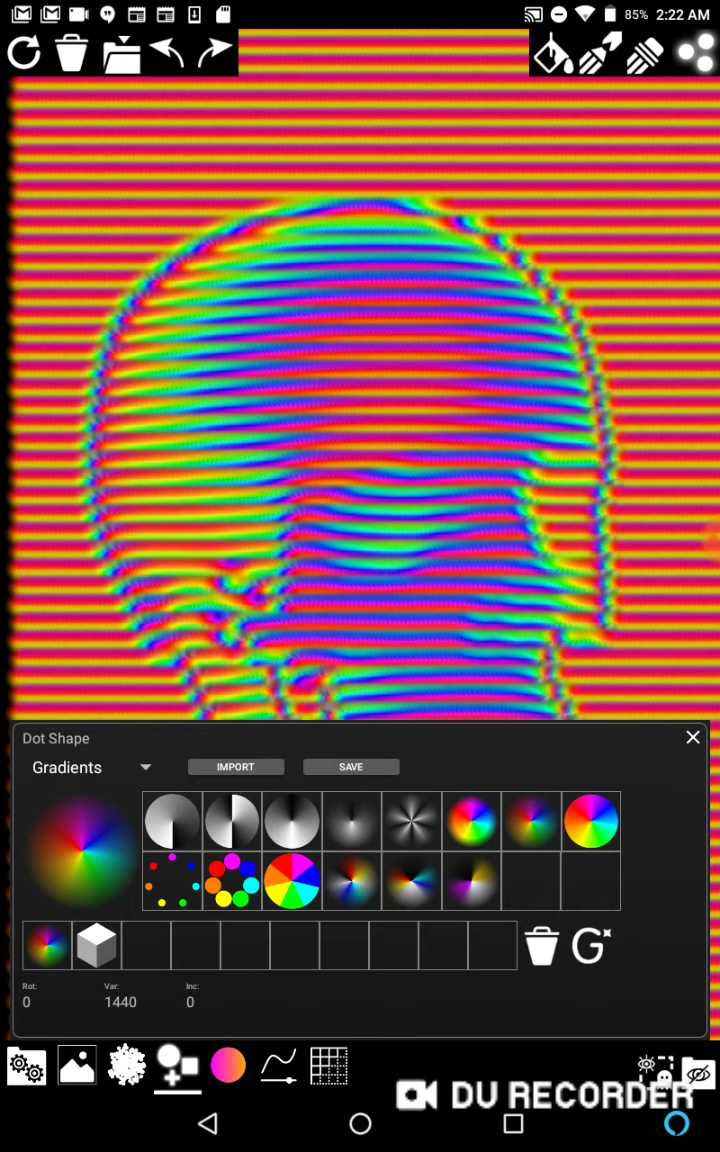 85% 2:22 AM
Dot Shape
Gradients
IMPORT
SAVE
G
Rot:
Var:
Inc:
0
1440
0
DU RECORDER